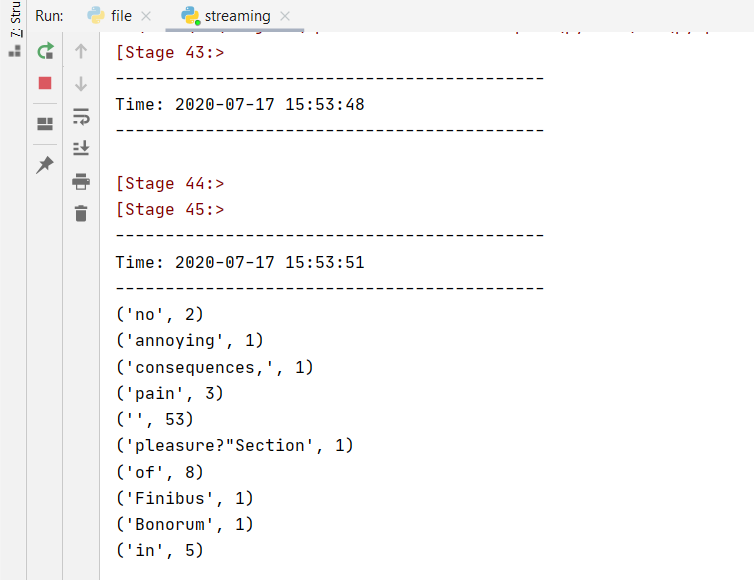 Z: Stru
Run: file streaming
[Stage 43:>
-------------------------------------------
Time: 2020-07-17 15:53:48
-------------------------------------------
[Stage 44:>
[Stage 45:>
-------------------------------------------
Time: 2020-07-17 15:53:51
-------------------------------------------
('no', 2)
('annoying', 1)
('consequences,', 1)
('pain', 3)
('', 53)
('pleasure?"Section', 1)
('of', 8)
('Finibus', 1)
('Bonorum', 1)
('in', 5)